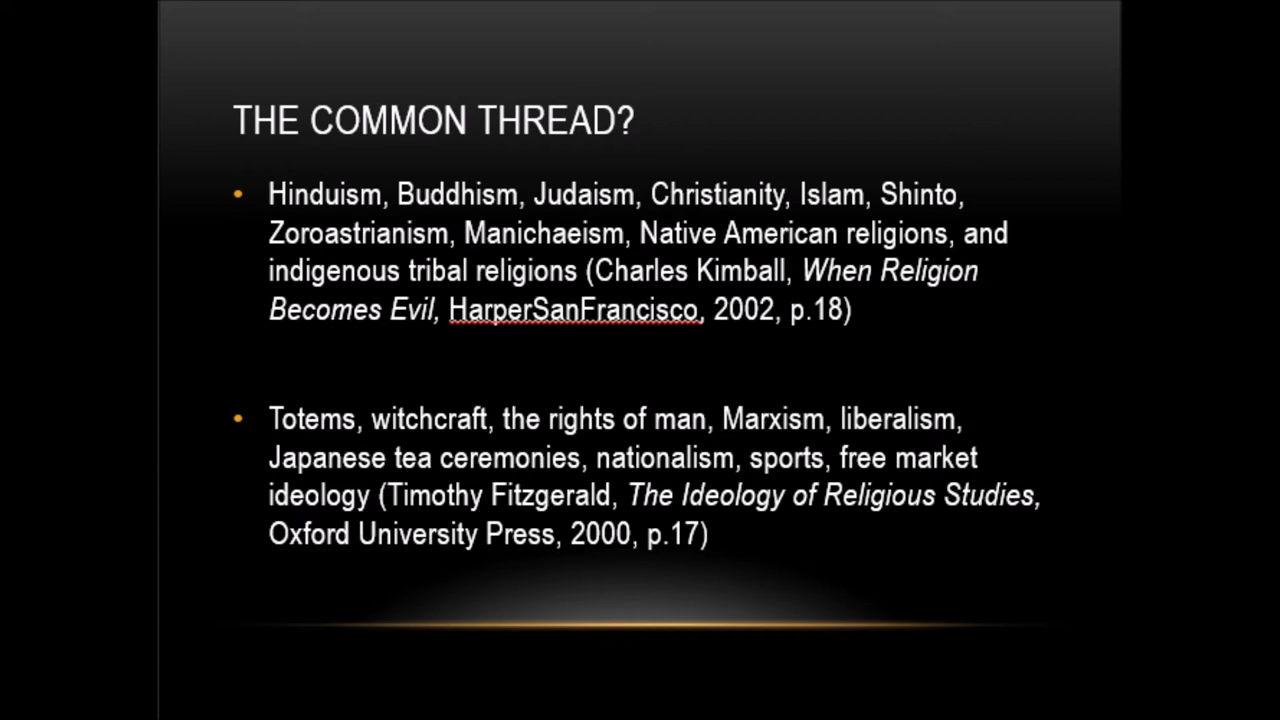 THE COMMON THREAD?
• Hinduism, Buddhism, Judaism, Christianity, Islam, Shinto,
Zoroastrianism, Manichaeism, Native American religions, and
indigenous tribal religions (Charles Kimball, When Religion
Becomes Evil, HarperSanFrancisco, 2002, p.18)
• Totems, witchcraft, the rights of man, Marxism, liberalism,
Japanese tea ceremonies, nationalism, sports, free market
ideology (Timothy Fitzgerald, The Ideology of Religious Studies,
Oxford University Press, 2000, p.17)